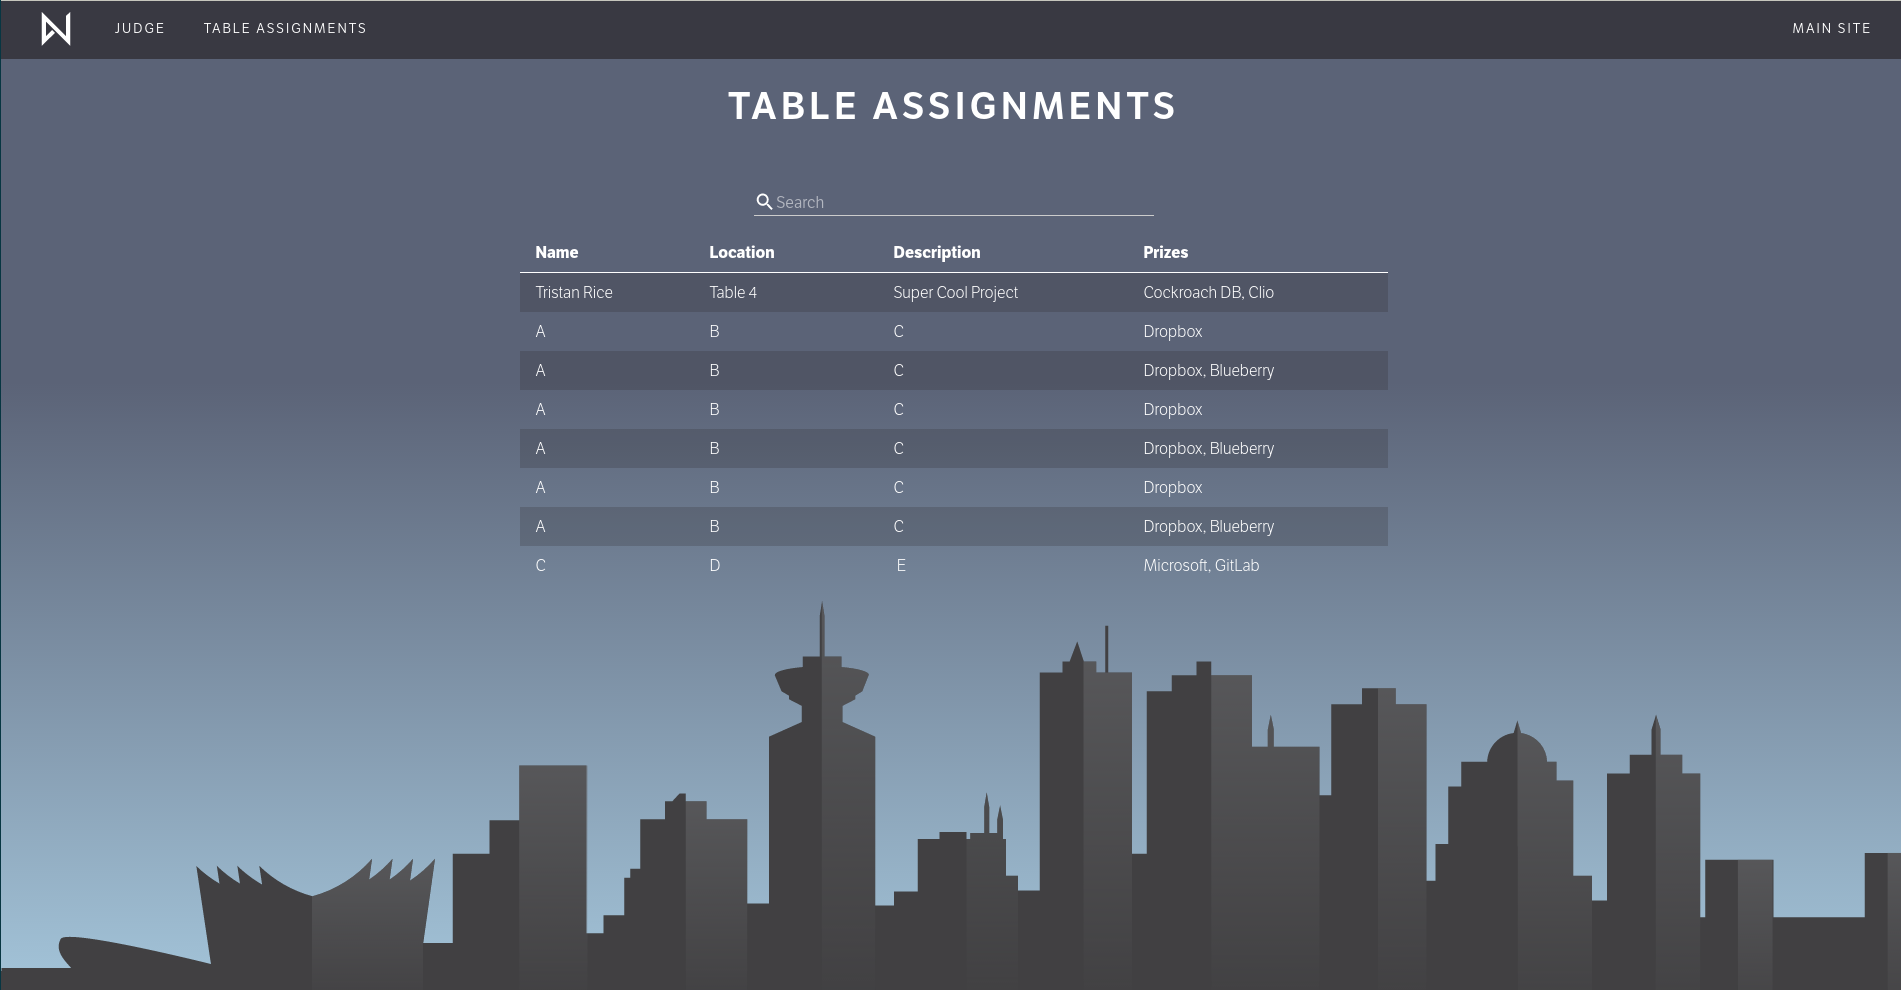 JUDGE TABLE ASSIGNMENTS MAIN SITE
TABLE ASSIGNMENTS
Search
Name Location Description Prizes
Tristan Rice Table 4 Super Cool Project Cockroach DB, Clio
A B C Dropbox
A B C Dropbox, Blueberry
A B C Dropbox
A B C Dropbox, Blueberry
A B C Dropbox
A B C Dropbox, Blueberry
C D E Microsoft, GitLab